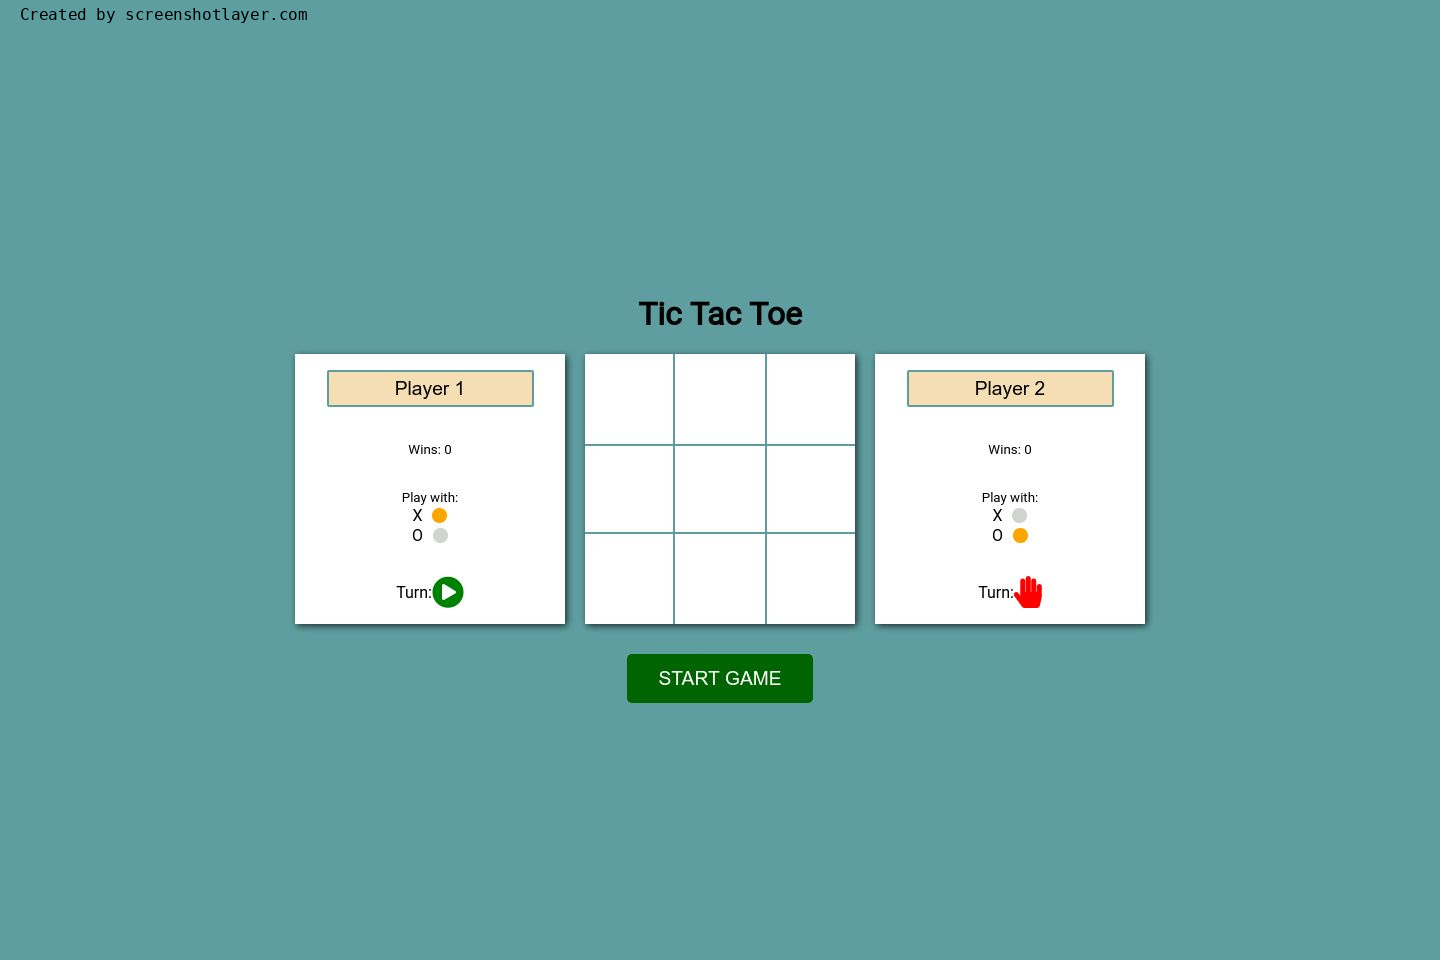 Created by screenshotlayer.com
Tic Tac Toe
Player 1
Wins: 0
Play with:
X
O
Turn:
Player 2
Wins: 0
Play with:
X
O
Turn:
START GAME